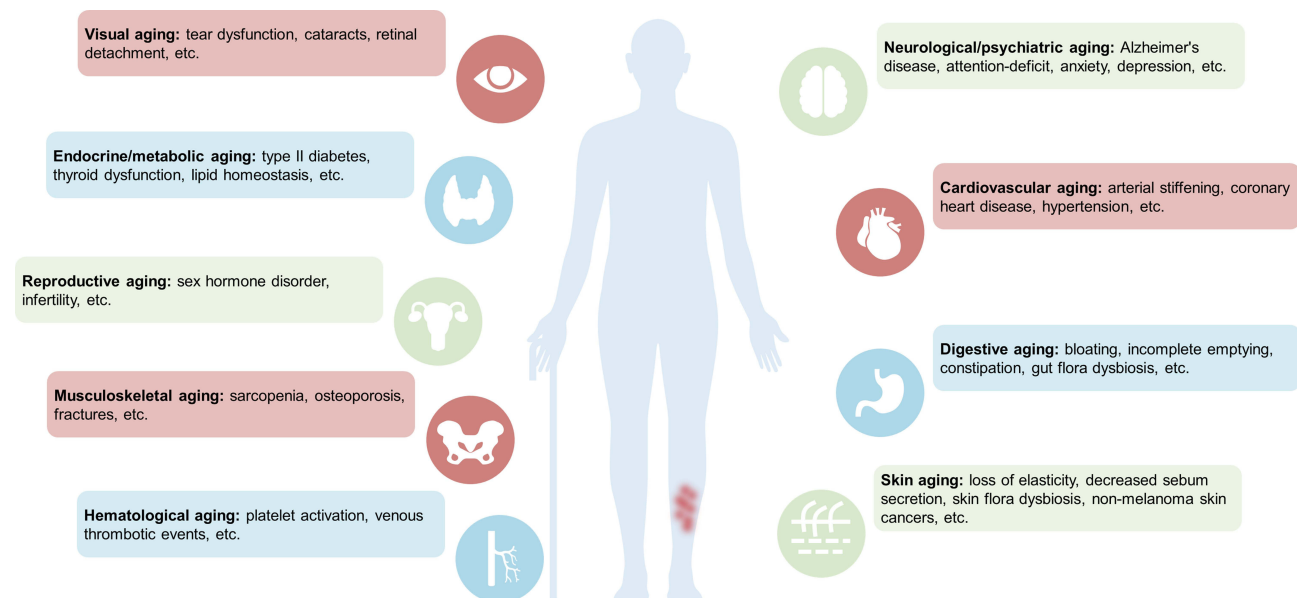 Visual aging: tear dysfunction, cataracts, retinal
detachment, etc.
Endocrine/metabolic aging: type II diabetes,
thyroid dysfunction, lipid homeostasis, etc.
Reproductive aging: sex hormone disorder,
infertility, etc.
Musculoskeletal aging: sarcopenia, osteoporosis,
fractures, etc.
Hematological aging: platelet activation, venous
thrombotic events, etc.
Neurological/psychiatric aging: Alzheimer's
disease, attention-deficit, anxiety, depression, etc.
Cardiovascular aging: arterial stiffening, coronary
heart disease, hypertension, etc.
Digestive aging: bloating, incomplete emptying,
constipation, gut flora dysbiosis, etc.
Skin aging: loss of elasticity, decreased sebum
secretion, skin flora dysbiosis, non-melanoma skin
cancers, etc.